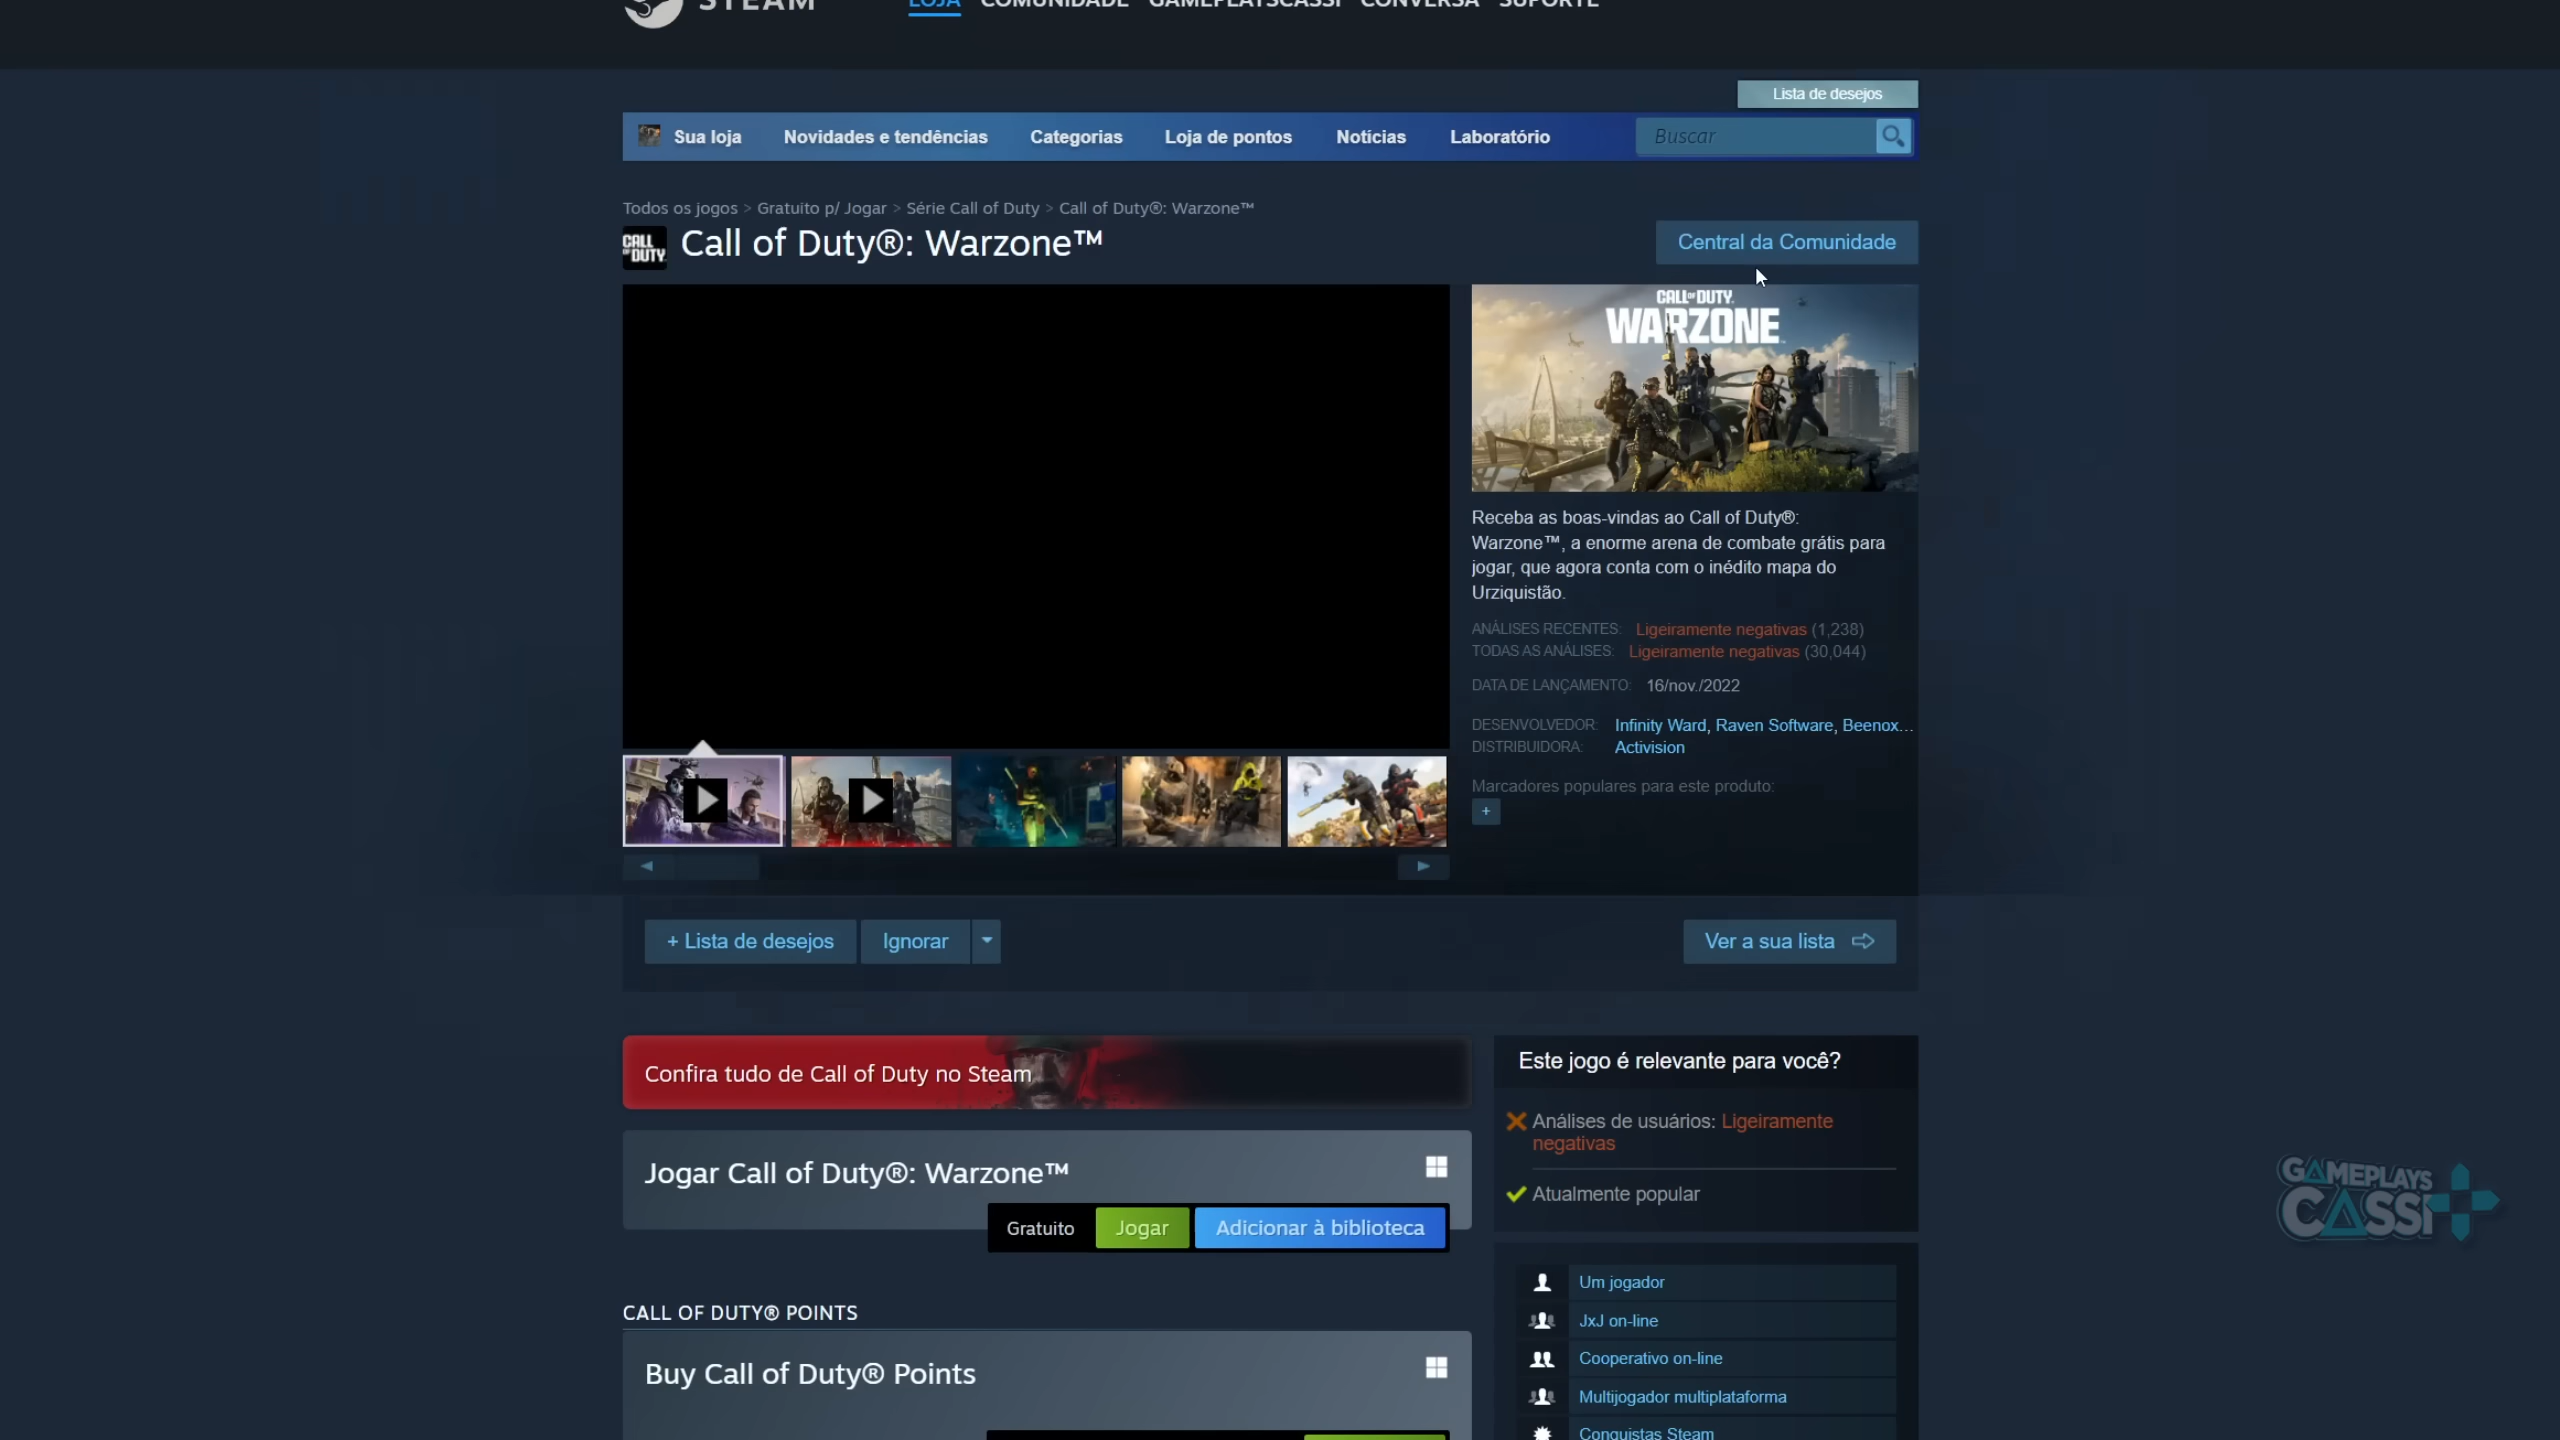 STEAM
LOJA COMUNIDADE GAMEPLAYSCASSI CONVERSA SUPORTE
Lista de desejos
Sua loja Novidades e tendências Categorias Loja de pontos Notícias Laboratório Buscar
Todos os jogos > Gratuito p/ Jogar > Série Call of Duty > Call of Duty®: Warzone™
CALL OF DUTY
Call of Duty®: Warzone™
Central da Comunidade
CALL OF DUTY
WARZONE
Receba as boas-vindas ao Call of Duty®:
Warzone™, a enorme arena de combate grátis para
jogar, que agora conta com o inédito mapa do
Urziquistão.
ANÁLISES RECENTES: Ligeiramente negativas (1,238)
TODAS AS ANÁLISES: Ligeiramente negativas (30,044)
DATA DE LANÇAMENTO: 16/nov./2022
DESENVOLVEDOR: Infinity Ward, Raven Software, Beenox...
DISTRIBUIDORA: Activision
Marcadores populares para este produto:
+
+ Lista de desejos
Ignorar
Ver a sua lista
Confira tudo de Call of Duty no Steam
Jogar Call of Duty®: Warzone™
Gratuito
Jogar
Adicionar à biblioteca
CALL OF DUTY® POINTS
Buy Call of Duty® Points
Este jogo é relevante para você?
Análises de usuários: Ligeiramente
negativas
Atualmente popular
Um jogador
JxJ on-line
Cooperativo on-line
Multijogador multiplataforma
Conquistas Steam
GAMEPLAYS
CASSI